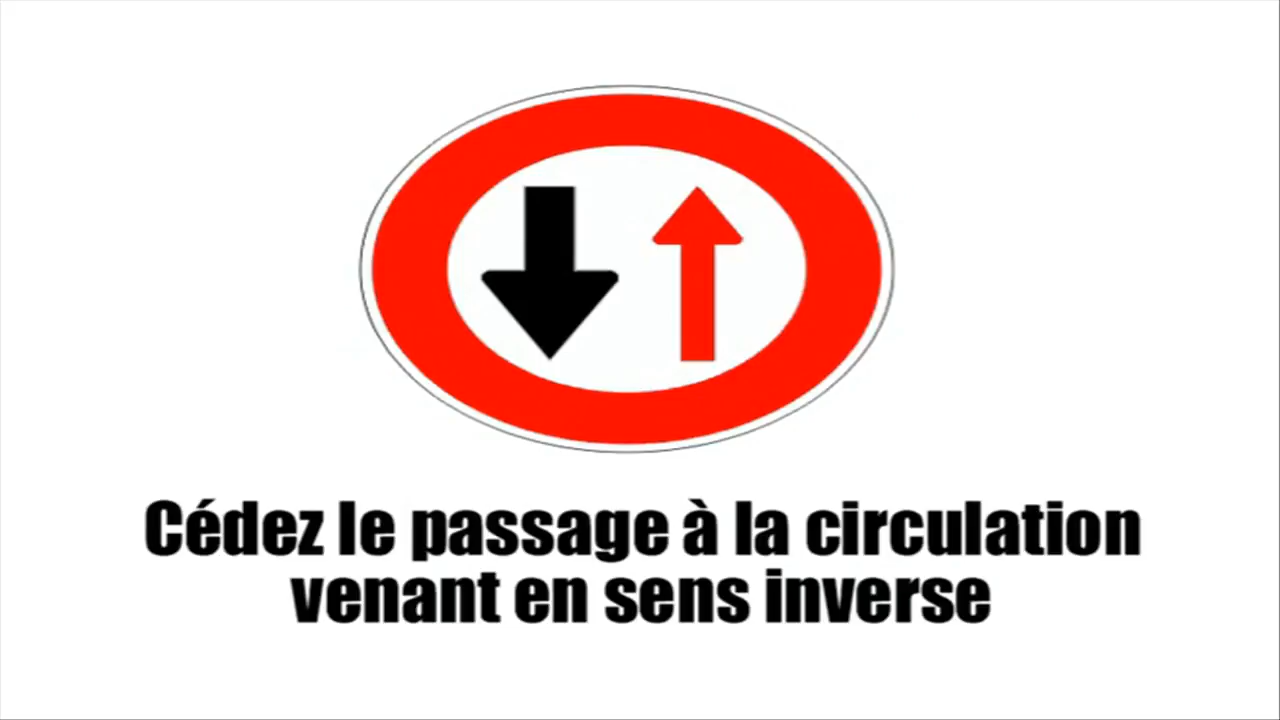 Cédez le passage à la circulation
venant en sens inverse